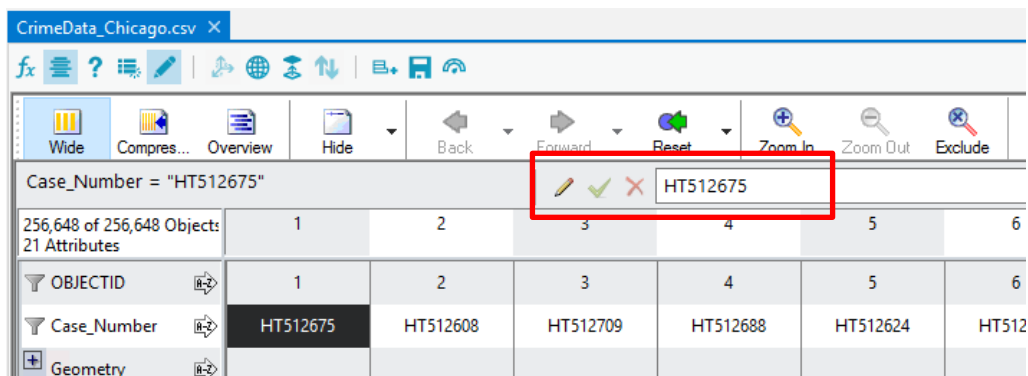 CrimeData_Chicago.csv
fx ?
Wide Compres... Overview Hide Back Forward Reset Zoom In Zoom Out Exclude
Case_Number = "HT512675" HT512675
256,648 of 256,648 Objects 1 2 3 4 5 6
21 Attributes
OBJECTID A-Z 1 2 3 4 5 6
Case_Number A-Z HT512675 HT512608 HT512709 HT512688 HT512624 HT512
Geometry A-Z